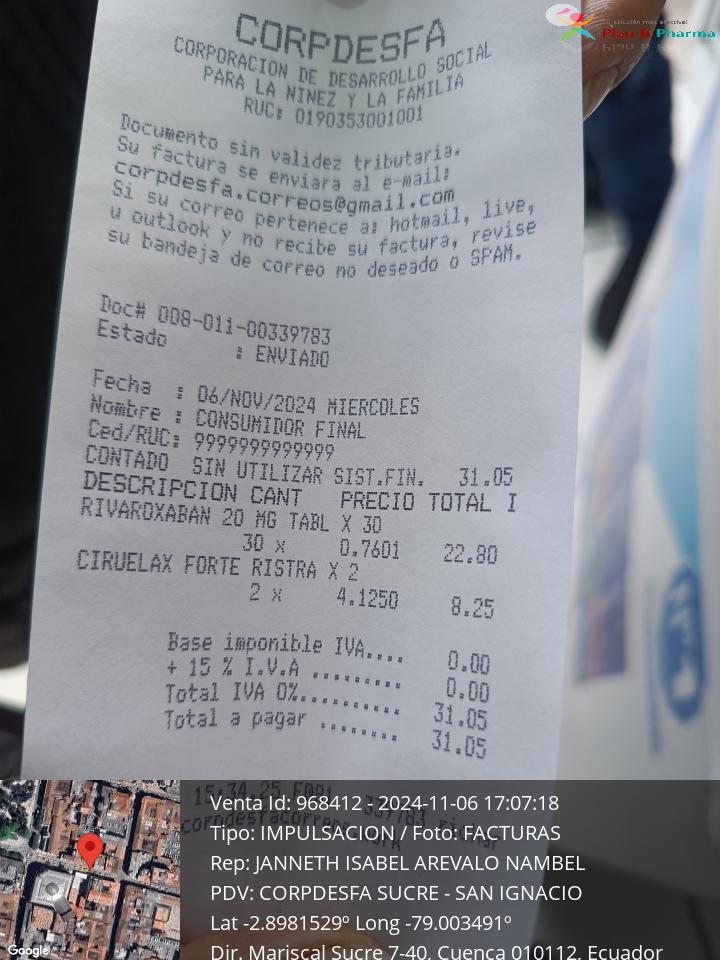 CORPDESFA
CORPORACION DE DESARROLLO SOCIAL
PARA LA NINEZ Y LA FAMILIA
RUC: 0190353001001
Documento sin validez tributaria.
Su factura se enviara al e-mail:
corpdesfa.correos@gmail.com
Si su correo pertenece a: hotmail, live,
u outlook y no recibe su factura, revise
su bandeja de correo no deseado o SPAM.
Doc# 008-011-00339783
Estado : ENVIADO
Fecha : 06/NOV/2024 MIERCOLES
Nombre : CONSUMIDOR FINAL
Ced/RUC: 9999999999999
CONTADO SIN UTILIZAR SIST.FIN. 31.05
DESCRIPCION CANT PRECIO TOTAL I
RIVAROXABAN 20 MG TABL X 30
30 x 0.7601 22.80
CIRUELAX FORTE RISTRA X 2
2 x 4.1250 8.25
Base imponible IVA.... 0.00
+ 15 % I.V.A ......... 0.00
Total IVA 0%.......... 31.05
Total a pagar ........ 31.05
Plan B Pharma
Venta Id: 968412 - 2024-11-06 17:07:18
Tipo: IMPULSACION / Foto: FACTURAS
Rep: JANNETH ISABEL AREVALO NAMBEL
PDV: CORPDESFA SUCRE - SAN IGNACIO
Lat -2.8981529º Long -79.003491º
Dir. Mariscal Sucre 7-40, Cuenca 010112, Ecuador
Google